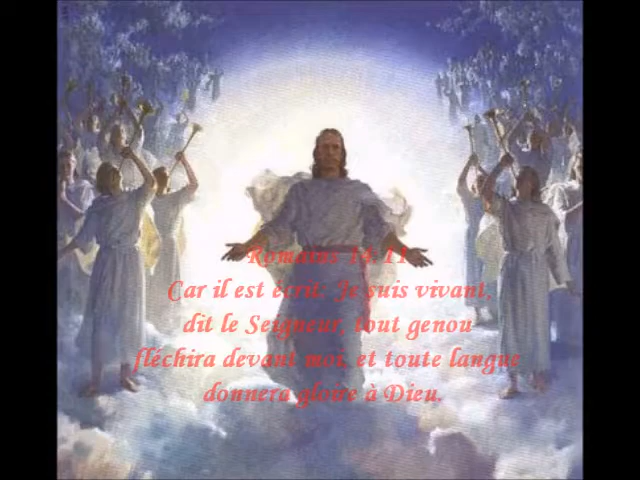 Romains 14:11
Car il est écrit: Je suis vivant,
dit le Seigneur, tout genou
fléchira devant moi, et toute langue
donnera gloire à Dieu.